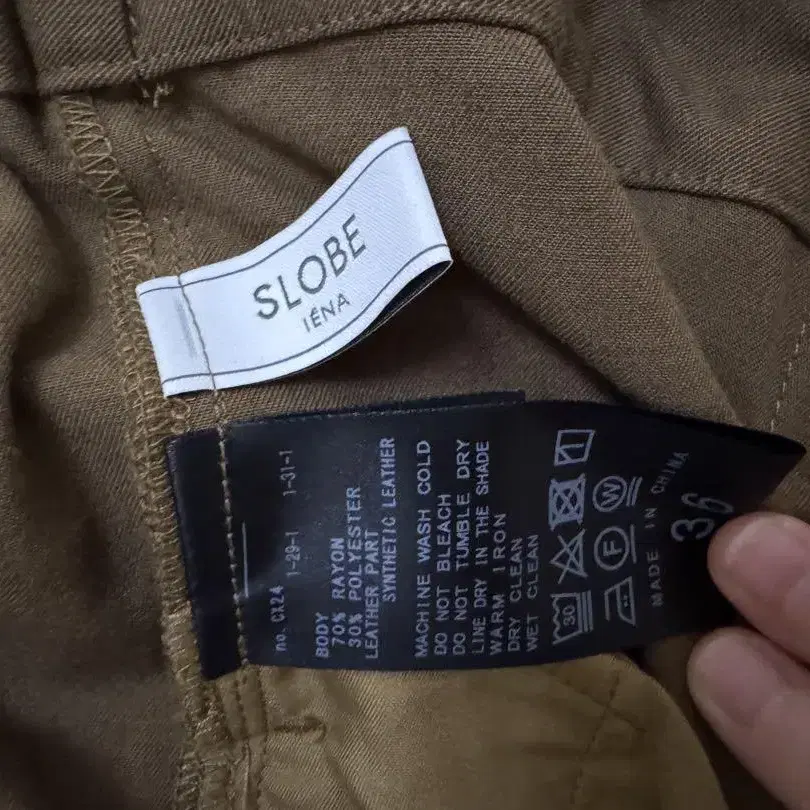 SLOBE
IÉNA
no. CX24 1-29-1 1-31-1
BODY
70% RAYON
30% POLYESTER
LEATHER PART
SYNTHETIC LEATHER
MACHINE WASH COLD
DO NOT BLEACH
DO NOT TUMBLE DRY
LINE DRY IN THE SHADE
WARM IRON
DRY CLEAN
WET CLEAN
30
F
W
MADE IN CHINA
36